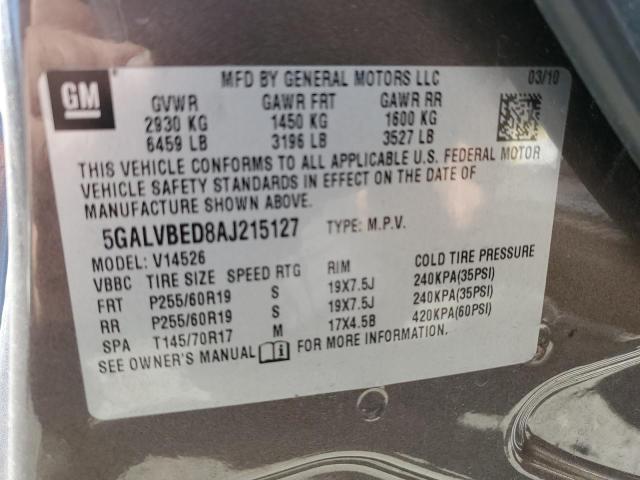 GM
MFD BY GENERAL MOTORS LLC 03/10
GVWR GAWR FRT GAWR RR
2930 KG 1450 KG 1600 KG
6459 LB 3196 LB 3527 LB
THIS VEHICLE CONFORMS TO ALL APPLICABLE U.S. FEDERAL MOTOR
VEHICLE SAFETY STANDARDS IN EFFECT ON THE DATE OF
MANUFACTURE SHOWN ABOVE.
5GALVBED8AJ215127 TYPE: M.P.V.
MODEL: V14526
VBBC TIRE SIZE SPEED RTG RIM COLD TIRE PRESSURE
FRT P255/60R19 S 19X7.5J 240KPA(35PSI)
RR P255/60R19 S 19X7.5J 240KPA(35PSI)
SPA T145/70R17 M 17X4.5B 420KPA(60PSI)
SEE OWNER'S MANUAL FOR MORE INFORMATION.